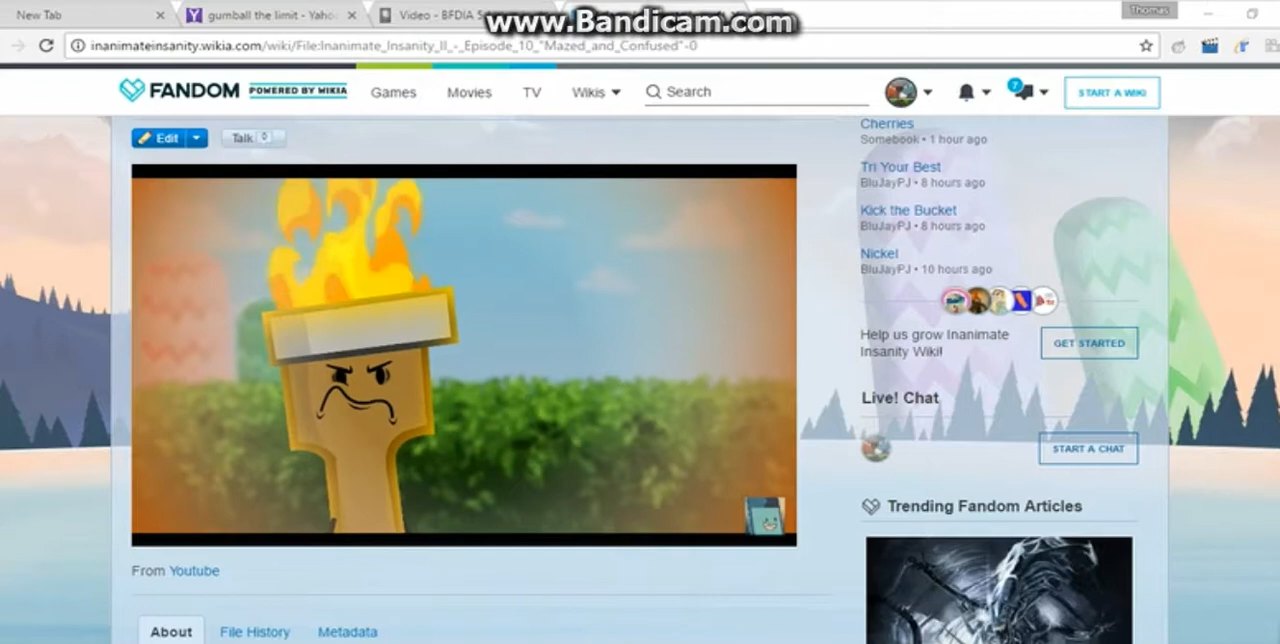 www.Bandicam.com
Thomas
New Tab
gumball the limit - Yaho
Video - BFDIA
inanimateinsanity.wikia.com/wiki/File:Inanimate_Insanity_II_-_Episode_10_"Mazed_and_Confused"-0
FANDOM POWERED BY WIKIA
Games
Movies
TV
Wikis
Search
7
START A WIKI
Edit
Talk 0
Cherries
Somebook • 1 hour ago
Tri Your Best
BluJayPJ • 8 hours ago
Kick the Bucket
BluJayPJ • 8 hours ago
Nickel
BluJayPJ • 10 hours ago
Help us grow Inanimate
Insanity Wiki!
GET STARTED
Live! Chat
START A CHAT
Trending Fandom Articles
From Youtube
About
File History
Metadata